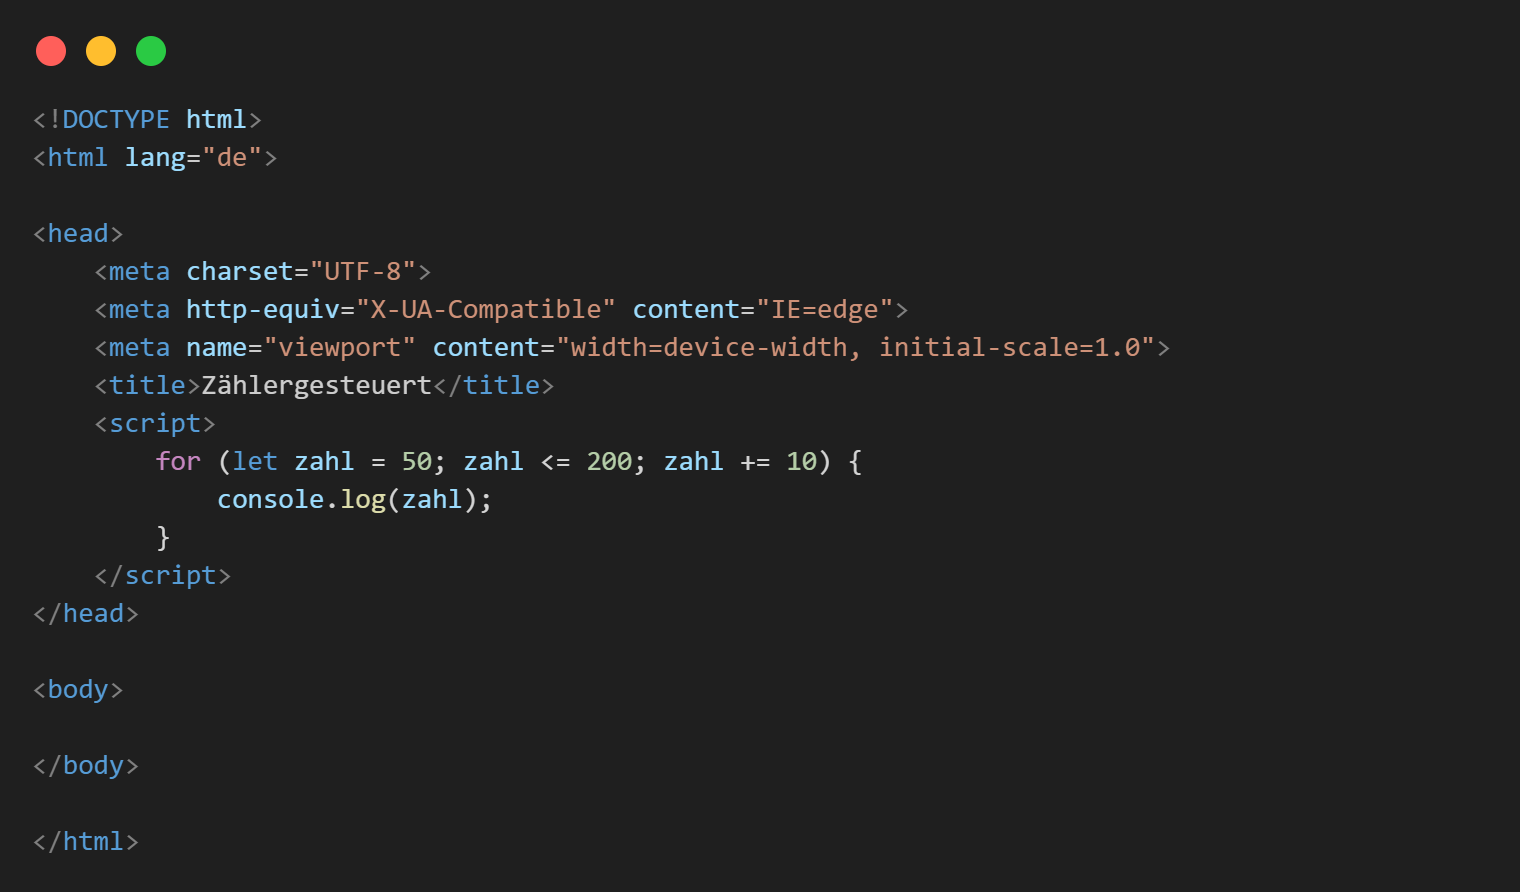 <!DOCTYPE html>
<html lang="de">
<head>
    <meta charset="UTF-8">
    <meta http-equiv="X-UA-Compatible" content="IE=edge">
    <meta name="viewport" content="width=device-width, initial-scale=1.0">
    <title>Zählergesteuert</title>
    <script>
        for (let zahl = 50; zahl <= 200; zahl += 10) {
            console.log(zahl);
        }
    </script>
</head>
<body>
</body>
</html>